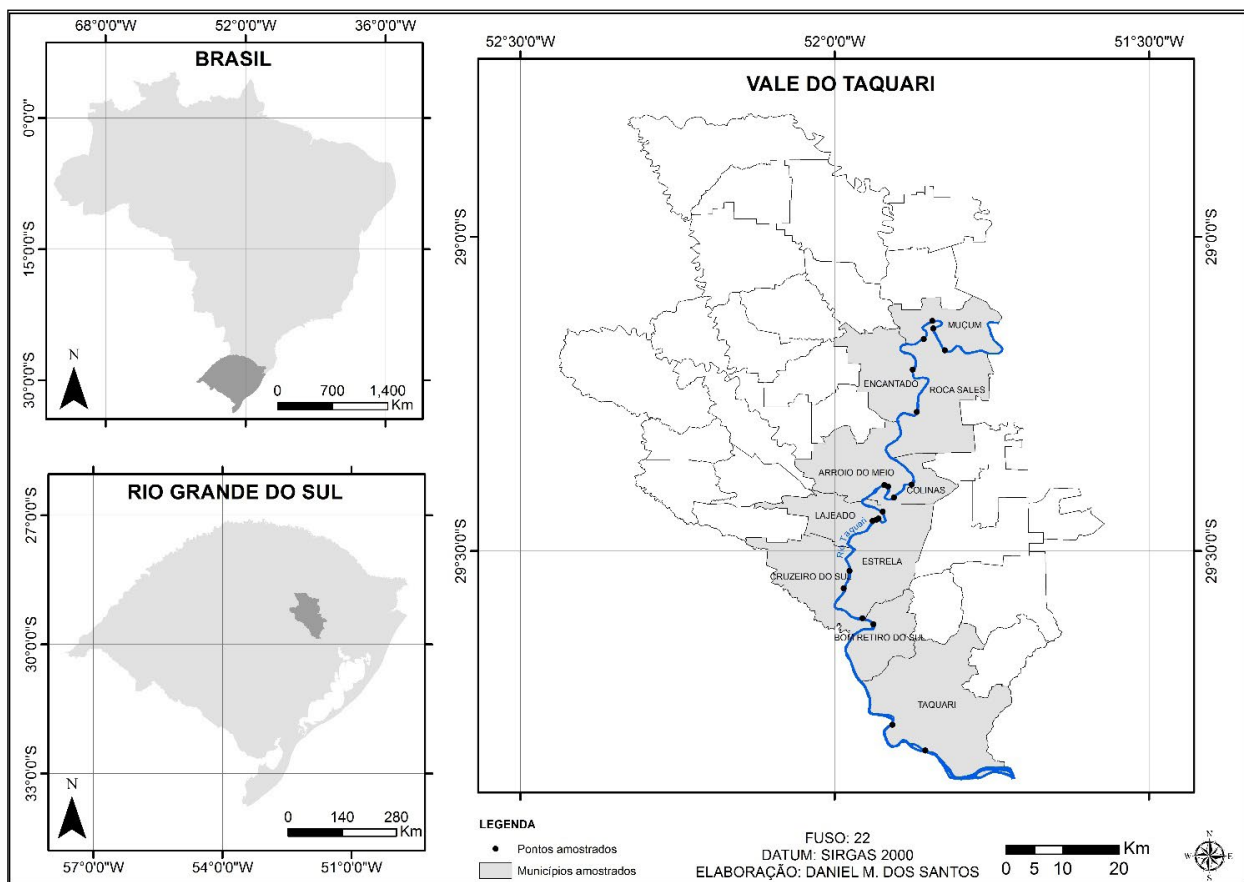 68°0'0"W 52°0'0"W 36°0'0"W
BRASIL
0°0'0"
15°0'0"S
30°0'0"S
N
0 700 1,400
Km
RIO GRANDE DO SUL
27°0'0"S
30°0'0"S
33°0'0"S
N
0 140 280
Km
57°0'0"W 54°0'0"W 51°0'0"W
52°30'0"W 52°0'0"W 51°30'0"W
VALE DO TAQUARI
29°0'0"S 29°0'0"S
MUÇUM
ENCANTADO
ROCA SALES
ARROIO DO MEIO
COLINAS
LAJEADO
Rio Taquari
29°30'0"S 29°30'0"S
ESTRELA
CRUZEIRO DO SUL
BOM RETIRO DO SUL
TAQUARI
LEGENDA
Pontos amostrados
Municípios amostrados
FUSO: 22
DATUM: SIRGAS 2000
ELABORAÇÃO: DANIEL M. DOS SANTOS
Km
0 5 10 20
N
W E
S